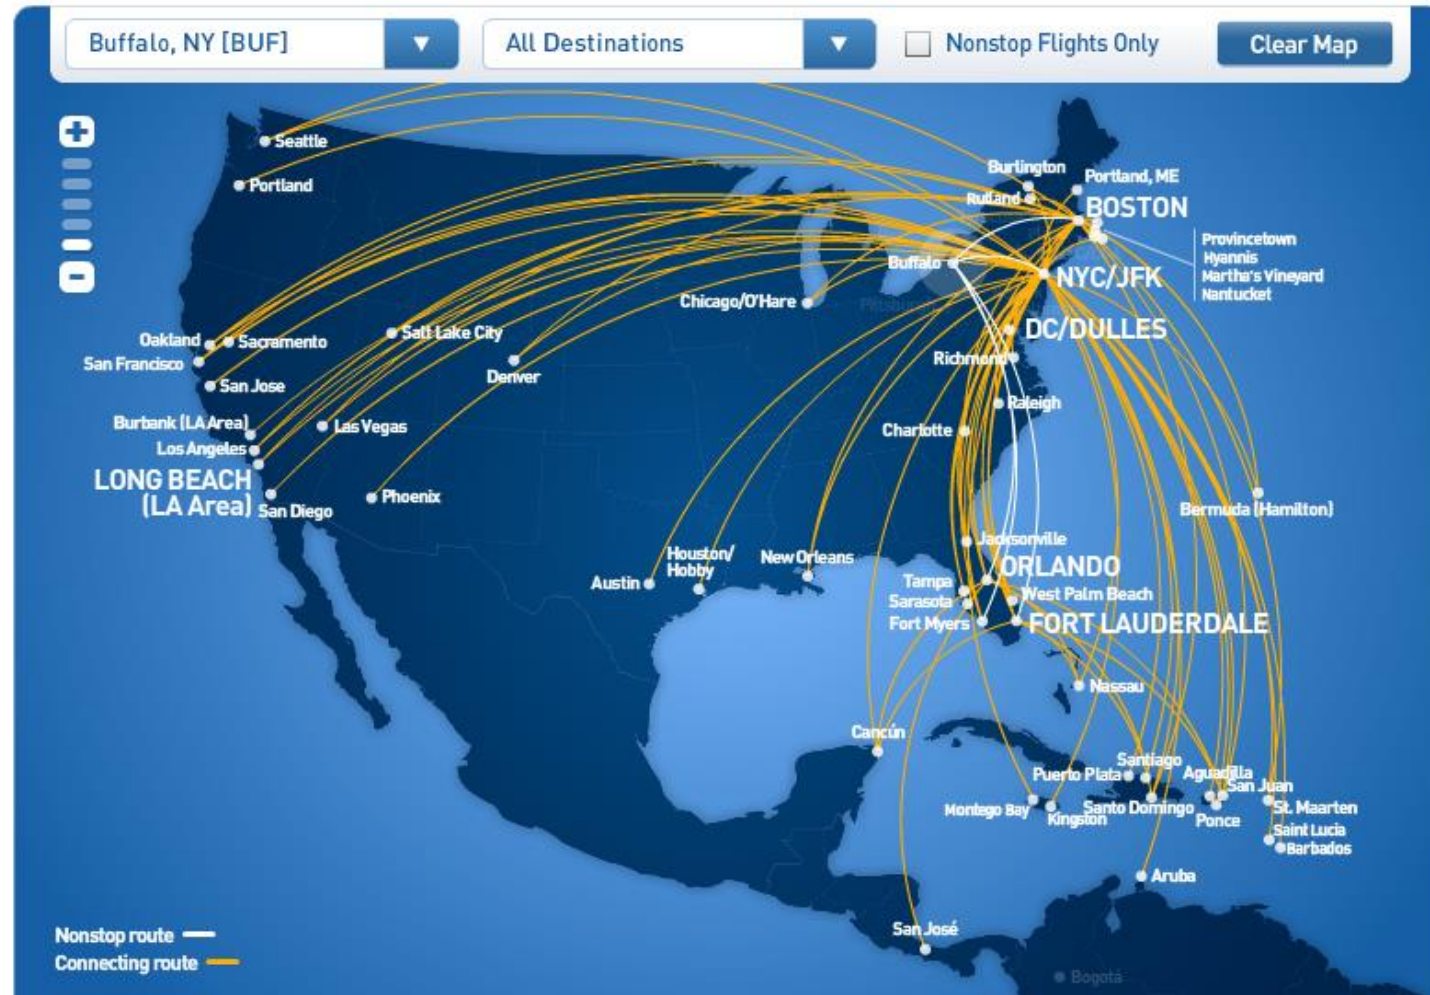 Buffalo, NY [BUF]
All Destinations
Nonstop Flights Only
Clear Map
Seattle
Portland
Burlington
Portland, ME
Rutland
BOSTON
Provincetown
Hyannis
Martha's Vineyard
Nantucket
Buffalo
NYC/JFK
Chicago/O'Hare
Pittsburgh
DC/DULLES
Oakland
Sacramento
Salt Lake City
San Francisco
Richmond
Denver
San Jose
Raleigh
Burbank (LA Area)
Las Vegas
Charlotte
Los Angeles
LONG BEACH
(LA Area)
San Diego
Phoenix
Bermuda (Hamilton)
Jacksonville
Houston/
Hobby
New Orleans
ORLANDO
Austin
Tampa
West Palm Beach
Sarasota
Fort Myers
FORT LAUDERDALE
Nassau
Cancún
Santiago
Puerto Plata
Aguadilla
San Juan
Montego Bay
Kingston
Santo Domingo
Ponce
St. Maarten
Saint Lucia
Barbados
Aruba
San José
Bogotá
Nonstop route
Connecting route